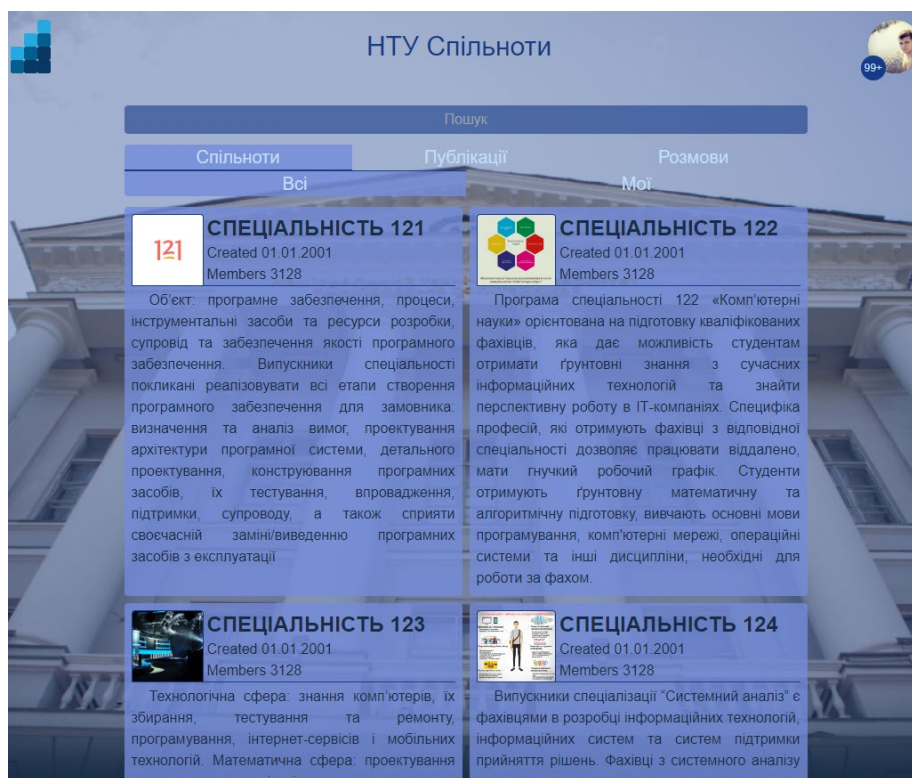 НТУ Спільноти
99+
Пошук
Спільноти Публікації Розмови
Всі Мої
121
СПЕЦІАЛЬНІСТЬ 121
Created 01.01.2001
Members 3128
Об'єкт: програмне забезпечення, процеси,
інструментальні засоби та ресурси розробки,
супровід та забезпечення якості програмного
забезпечення. Випускники спеціальності
покликані реалізовувати всі етапи створення
програмного забезпечення для замовника:
визначення та аналіз вимог, проектування
архітектури програмної системи, детального
проектування, конструювання програмних
засобів, їх тестування, впровадження,
підтримки, супроводу, а також сприяти
своєчасній заміні/виведенню програмних
засобів з експлуатації
СПЕЦІАЛЬНІСТЬ 122
Created 01.01.2001
Members 3128
Програма спеціальності 122 «Комп'ютерні
науки» орієнтована на підготовку кваліфікованих
фахівців, яка дає можливість студентам
отримати ґрунтовні знання з сучасних
інформаційних технологій та знайти
перспективну роботу в ІТ-компаніях. Специфіка
професій, які отримують фахівці з відповідної
спеціальності дозволяє працювати віддалено,
мати гнучкий робочий графік. Студенти
отримують ґрунтовну математичну та
алгоритмічну підготовку, вивчають основні мови
програмування, комп'ютерні мережі, операційні
системи та інші дисципліни, необхідні для
роботи за фахом.
СПЕЦІАЛЬНІСТЬ 123
Created 01.01.2001
Members 3128
Технологічна сфера: знання комп'ютерів, їх
збирання, тестування та ремонту,
програмування, інтернет-сервісів і мобільних
технологій. Математична сфера: проектування
СПЕЦІАЛЬНІСТЬ 124
Created 01.01.2001
Members 3128
Випускники спеціалізації "Системний аналіз" є
фахівцями в розробці інформаційних технологій,
інформаційних систем та систем підтримки
прийняття рішень. Фахівці з системного аналізу